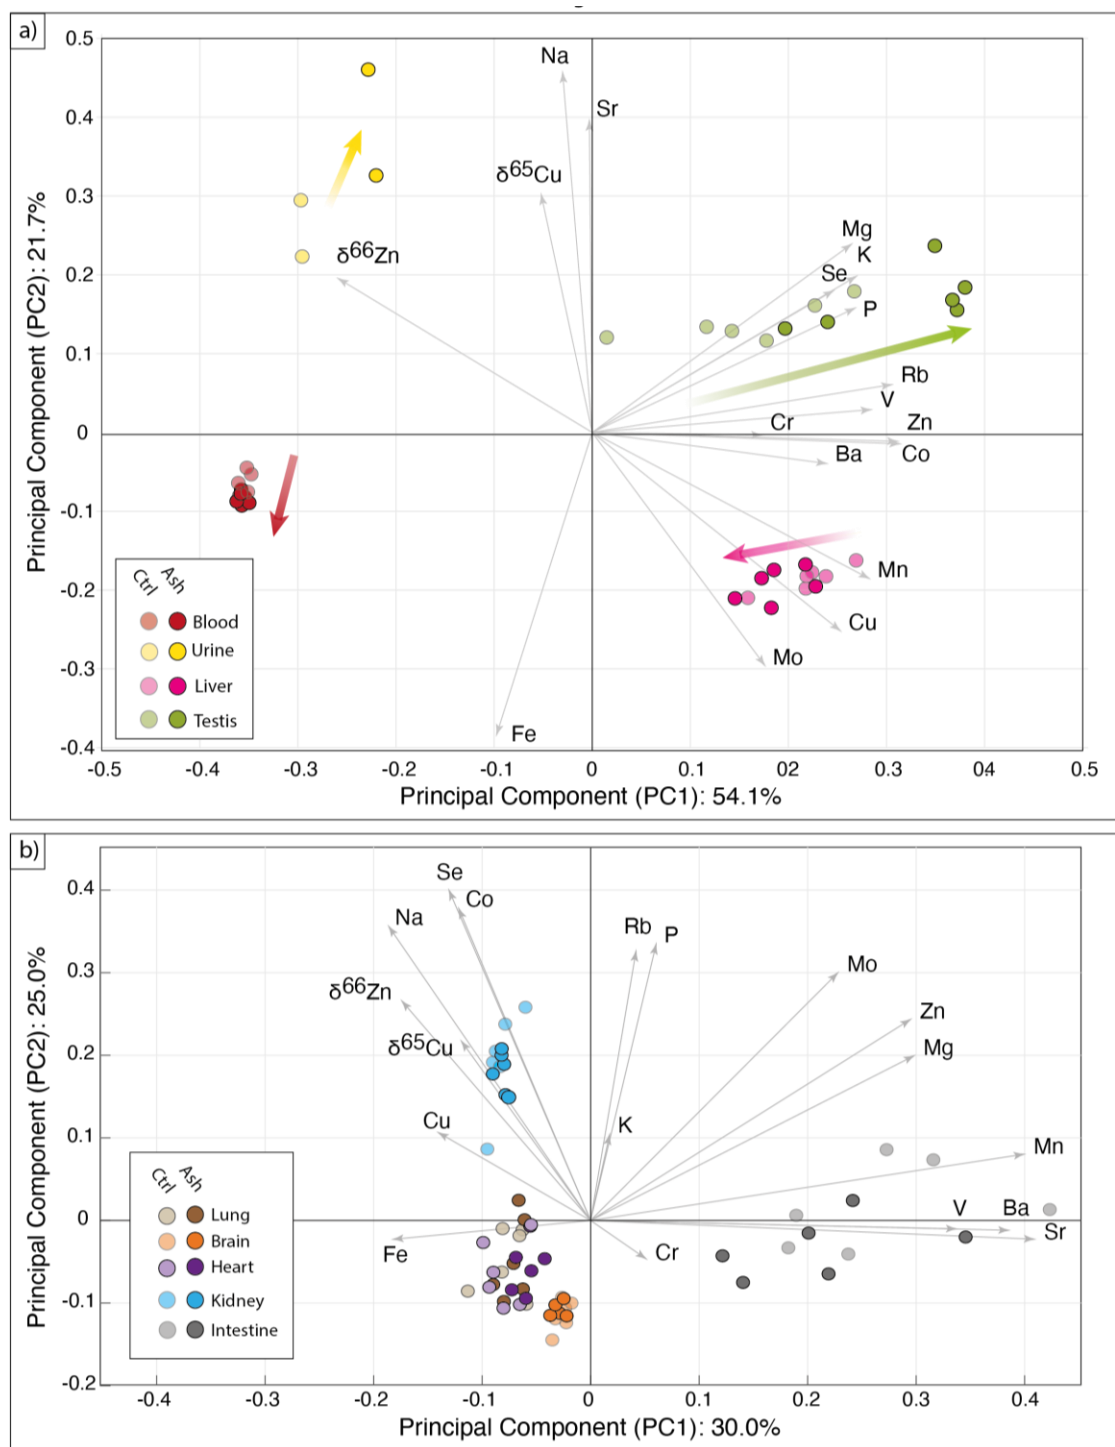 a)
0.5
0.4
0.3
0.2
0.1
0
-0.1
-0.2
-0.3
-0.4
Principal Component (PC2): 21.7%
Na
Sr
δ65Cu
δ66Zn
Mg
K
Se
P
Rb
V
Cr
Zn
Ba
Co
Mn
Cu
Mo
Fe
Ctrl
Ash
Blood
Urine
Liver
Testis
-0.5
-0.4
-0.3
-0.2
-0.1
0
0.1
02
0.3
04
0.5
Principal Component (PC1): 54.1%
b)
0.4
0.3
0.2
0.1
0
-0.1
-0.2
Principal Component (PC2): 25.0%
Se
Co
Na
Rb
P
Mo
δ66Zn
Zn
δ65Cu
Mg
Cu
K
Mn
V
Ba
Sr
Fe
Cr
Ctrl
Ash
Lung
Brain
Heart
Kidney
Intestine
-0.4
-0.3
-0.2
-0.1
0
0.1
0.2
0.3
0.4
Principal Component (PC1): 30.0%